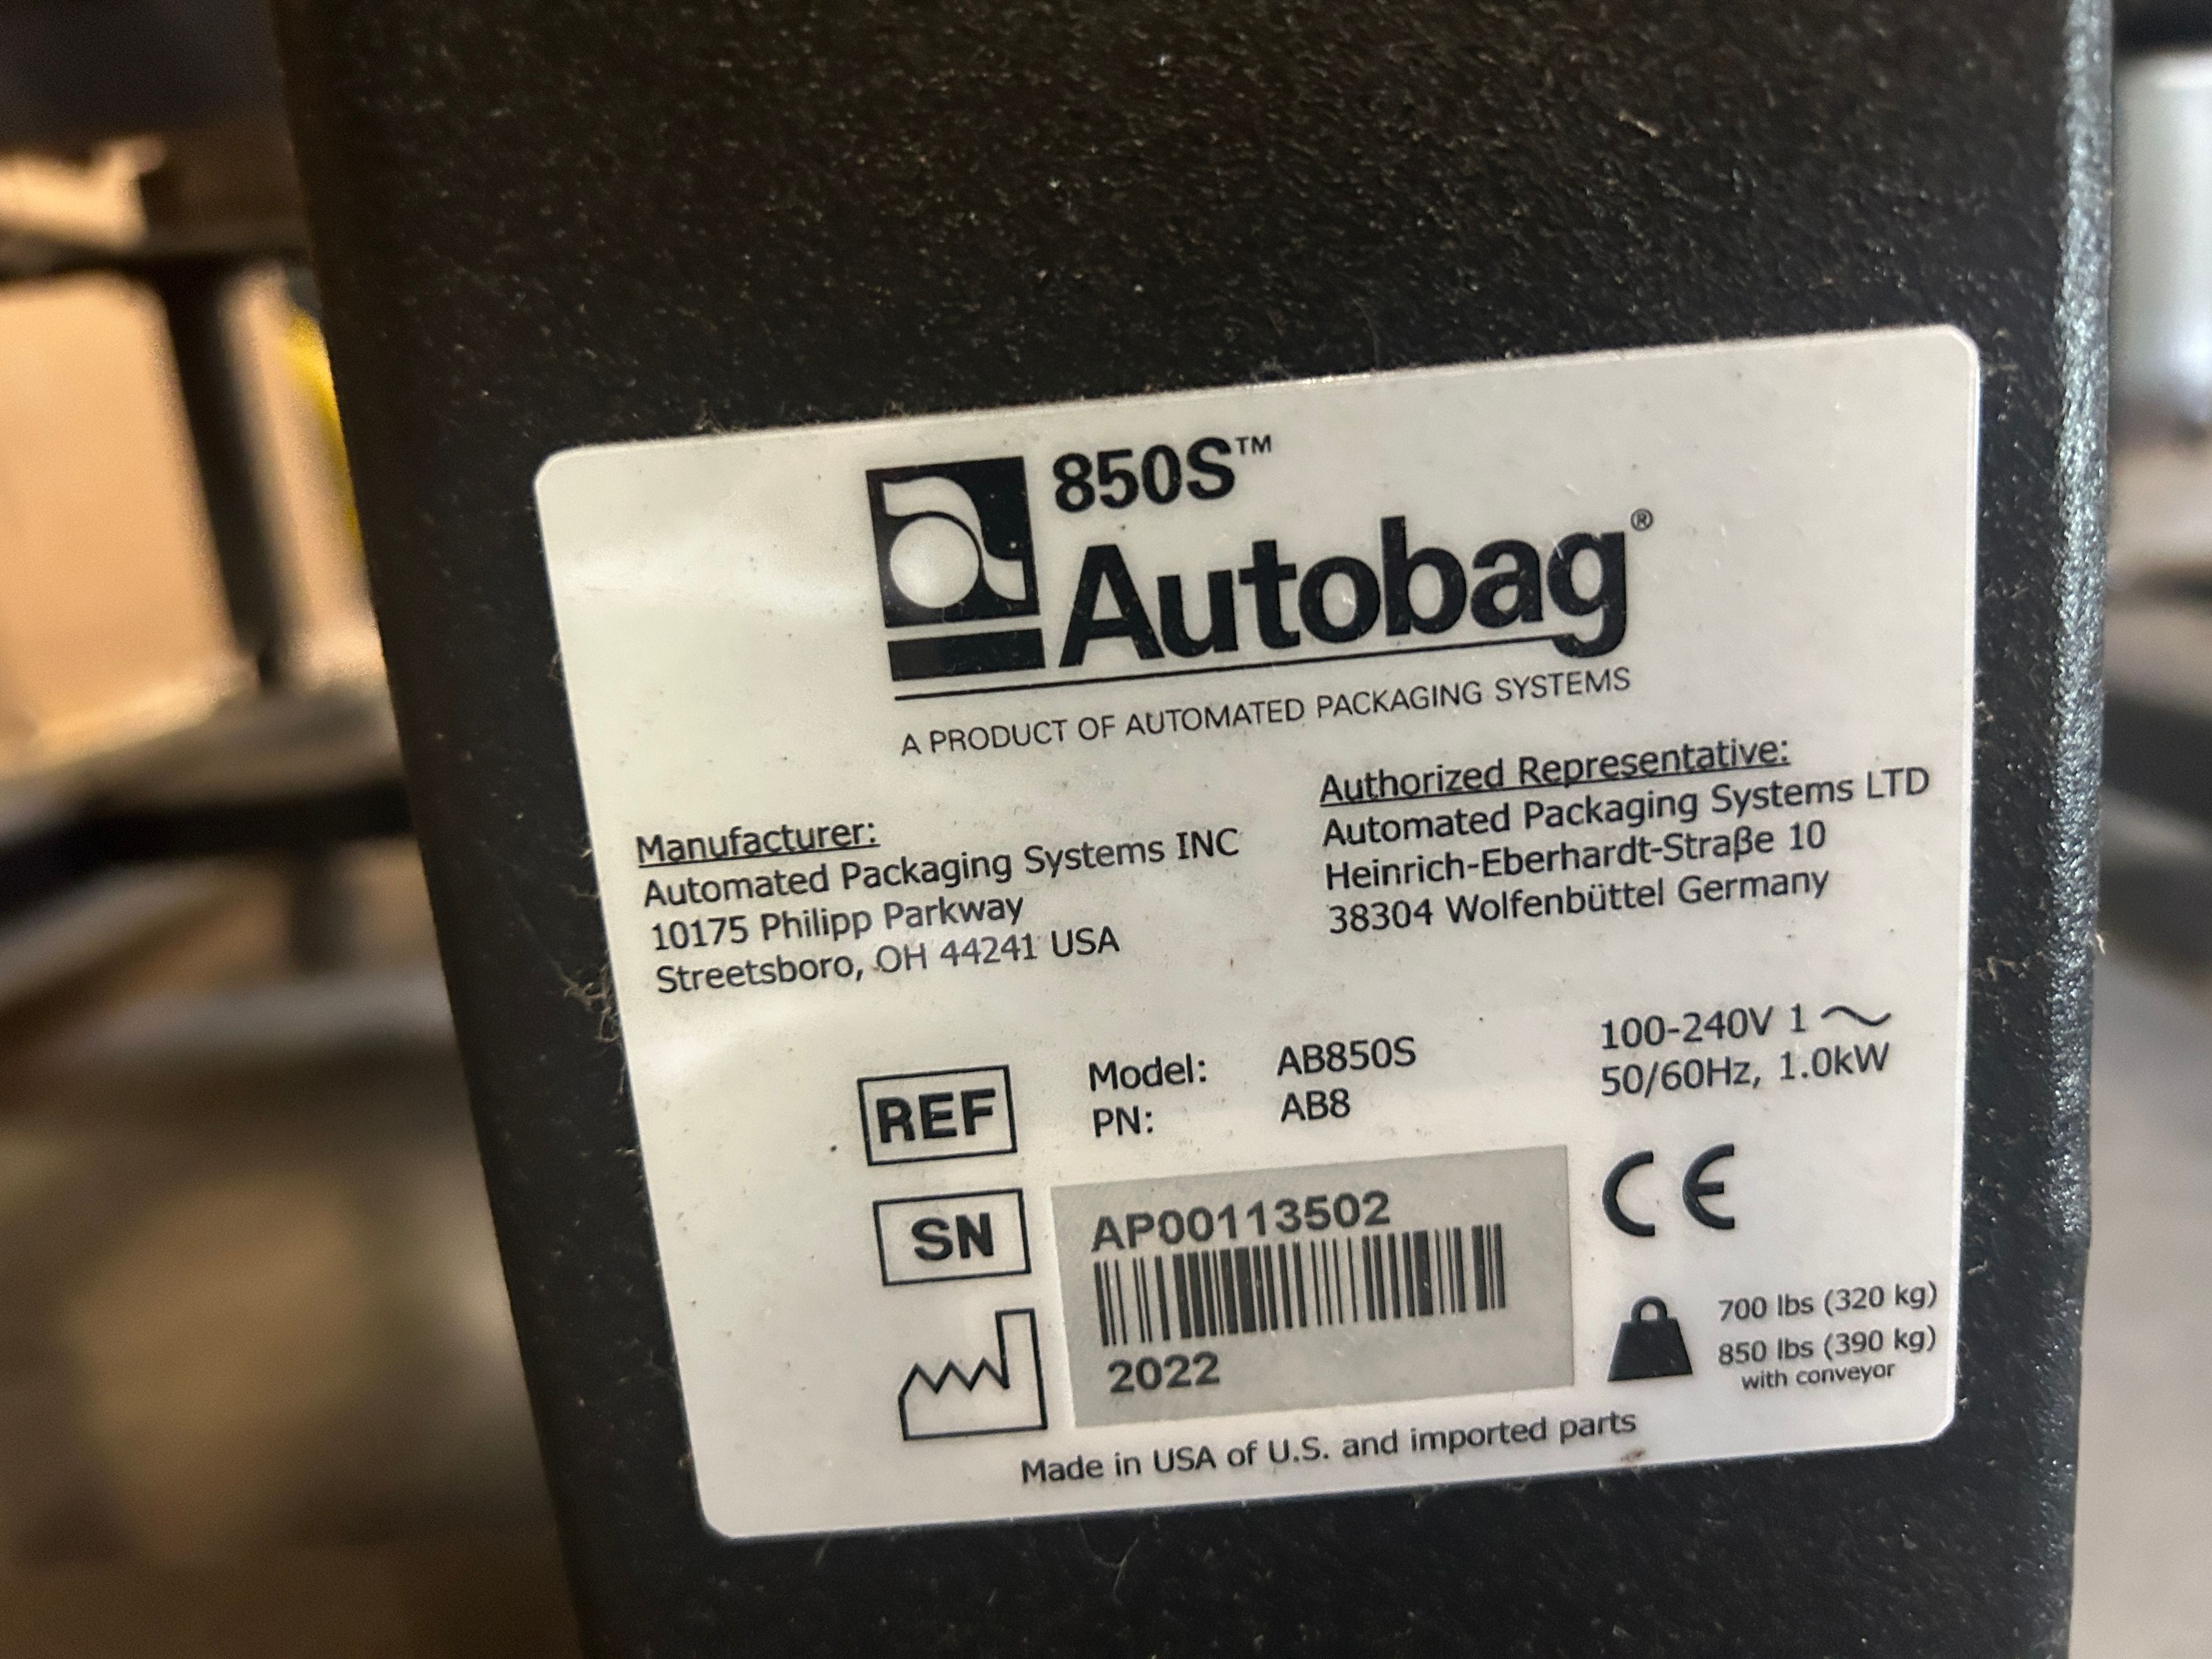 850S™
Autobag®
A PRODUCT OF AUTOMATED PACKAGING SYSTEMS
Manufacturer:
Automated Packaging Systems INC
10175 Philipp Parkway
Streetsboro, OH 44241 USA
Authorized Representative:
Automated Packaging Systems LTD
Heinrich-Eberhardt-Straβe 10
38304 Wolfenbüttel Germany
REF
Model: AB850S
PN: AB8
100-240V 1 ~
50/60Hz, 1.0kW
SN
AP00113502
2022
CE
700 lbs (320 kg)
850 lbs (390 kg)
with conveyor
Made in USA of U.S. and imported parts